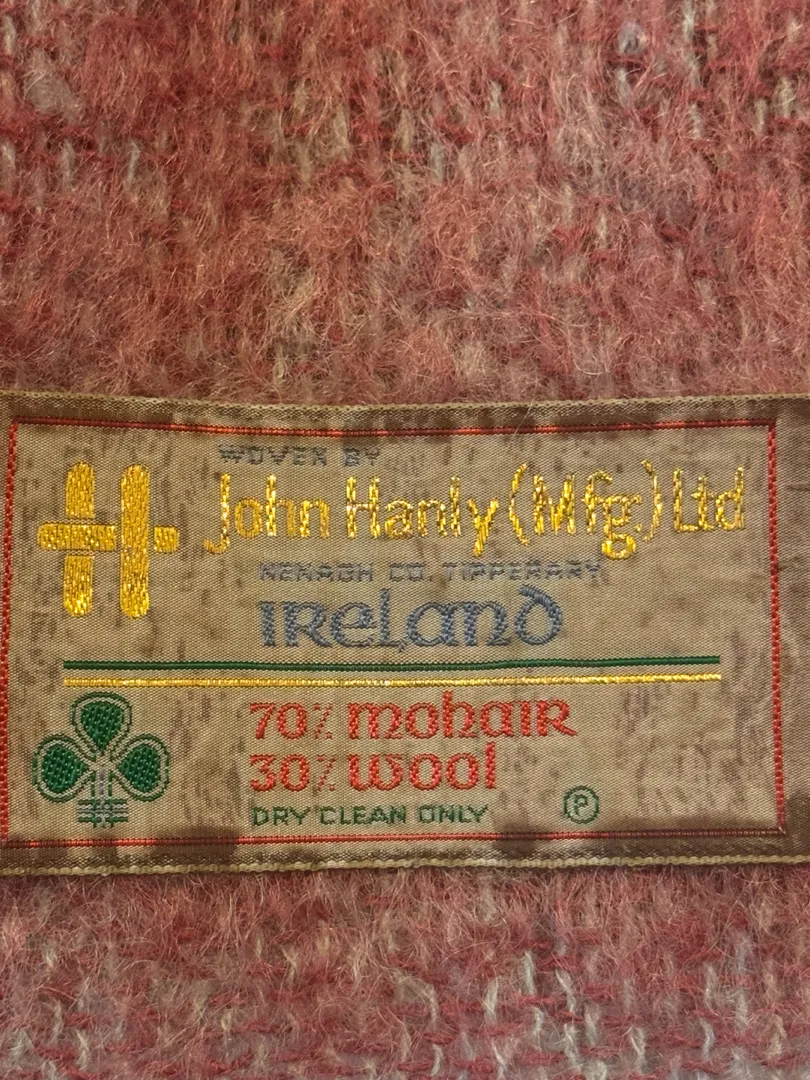 WOVEN BY
H John Hanly (Mfg.) Ltd
NENAGH CO. TIPPERARY
IRELAND
70% mohair
30% wool
DRY CLEAN ONLY Ⓟ